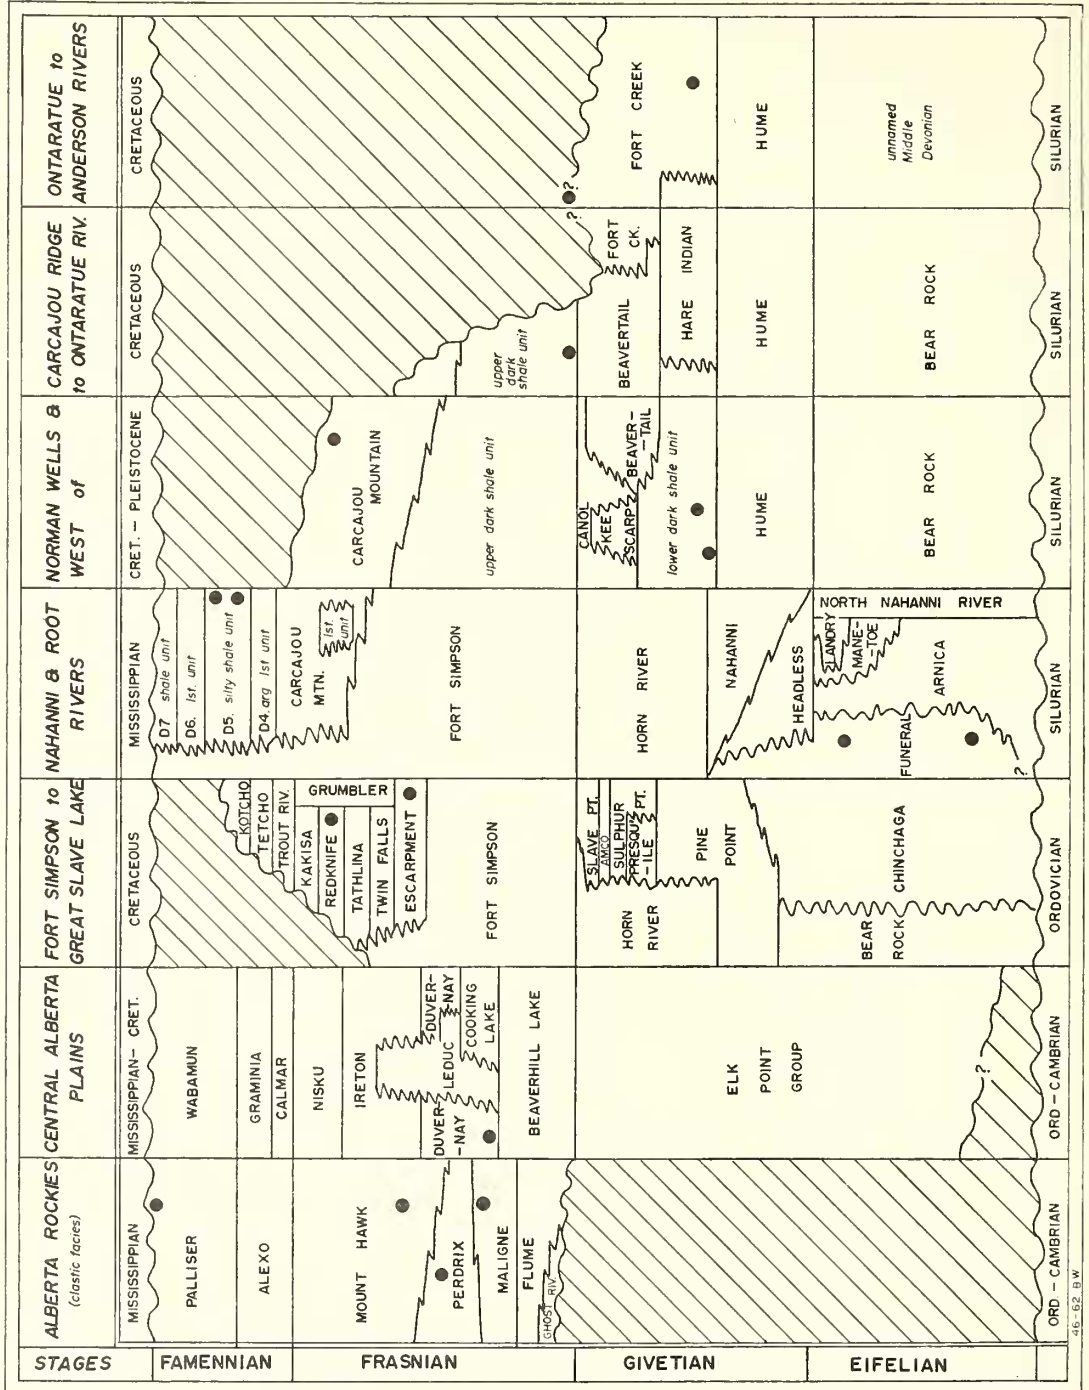 ONTARATUE to
ANDERSON RIVERS
CRETACEOUS
?
FORT CREEK
HUME
unnamed
Middle
Devonian
SILURIAN
CARCAJOU RIDGE
to ONTARATUE RIV.
CRETACEOUS
?
upper
dark
shale unit
BEAVERTAIL
FORT
CK.
HARE INDIAN
HUME
BEAR ROCK
SILURIAN
NORMAN WELLS &
WEST of
CRET. - PLEISTOCENE
CARCAJOU
MOUNTAIN
upper dark shale unit
CANOL
KEE
SCARP
BEAVER-
-TAIL
lower dark shale unit
HUME
BEAR ROCK
SILURIAN
NAHANNI & ROOT
RIVERS
MISSISSIPPIAN
D7 shale unit
D6. lst. unit
D5. silty shale unit
D4. arg lst unit
CARCAJOU
MTN.
lst.
unit
FORT SIMPSON
HORN RIVER
NAHANNI
HEADLESS
NORTH NAHANNI RIVER
LANDRY
MANE-
-TOE
ARNICA
FUNERAL
?
SILURIAN
FORT SIMPSON to
GREAT SLAVE LAKE
CRETACEOUS
KOTCHO
TETCHO
TROUT RIV.
GRUMBLER
KAKISA
REDKNIFE
TATHLINA
TWIN FALLS
ESCARPMENT
FORT SIMPSON
SLAVE PT.
AMCO
SULPHUR PT.
PRESQU'
-ILE
HORN
RIVER
PINE
POINT
CHINCHAGA
BEAR
ROCK
ORDOVICIAN
CENTRAL ALBERTA
PLAINS
MISSISSIPPIAN- CRET.
WABAMUN
GRAMINIA
CALMAR
NISKU
IRETON
DUVER-
-NAY
LEDUC
DUVER-
-NAY
COOKING
LAKE
BEAVERHILL LAKE
ELK
POINT
GROUP
?
ORD - CAMBRIAN
ALBERTA ROCKIES
(clastic facies)
MISSISSIPPIAN
PALLISER
ALEXO
MOUNT HAWK
PERDRIX
MALIGNE
FLUME
GHOST RIV.
ORD. - CAMBRIAN
STAGES
FAMENNIAN
FRASNIAN
GIVETIAN
EIFELIAN
46-62 BW